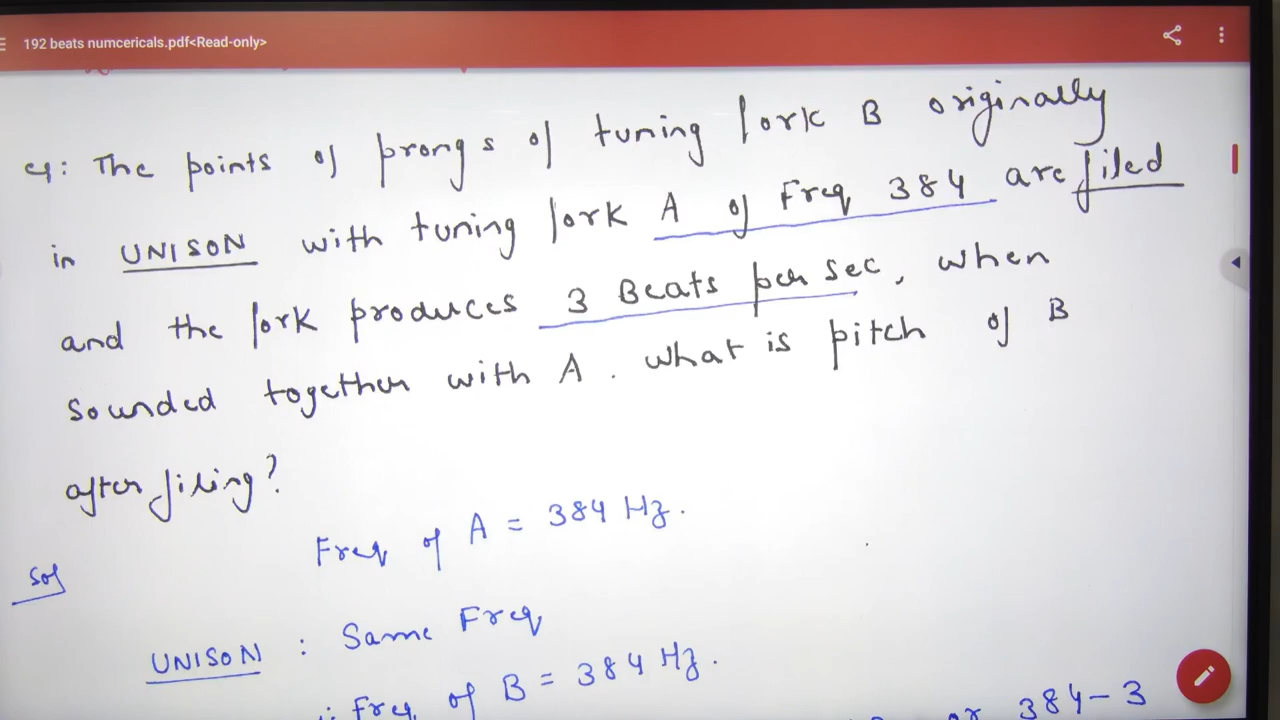 192 beats numcericals.pdf<Read-only>
Q: The points of prongs of tuning fork B originally
in UNISON with tuning fork A of Freq 384 are filed
and the fork produces 3 Beats per sec, when
sounded together with A. What is pitch of B
after filing?
Sol
Freq of A = 384 Hz.
UNISON : Same Freq
∴ Freq of B = 384 Hz.
or 384-3